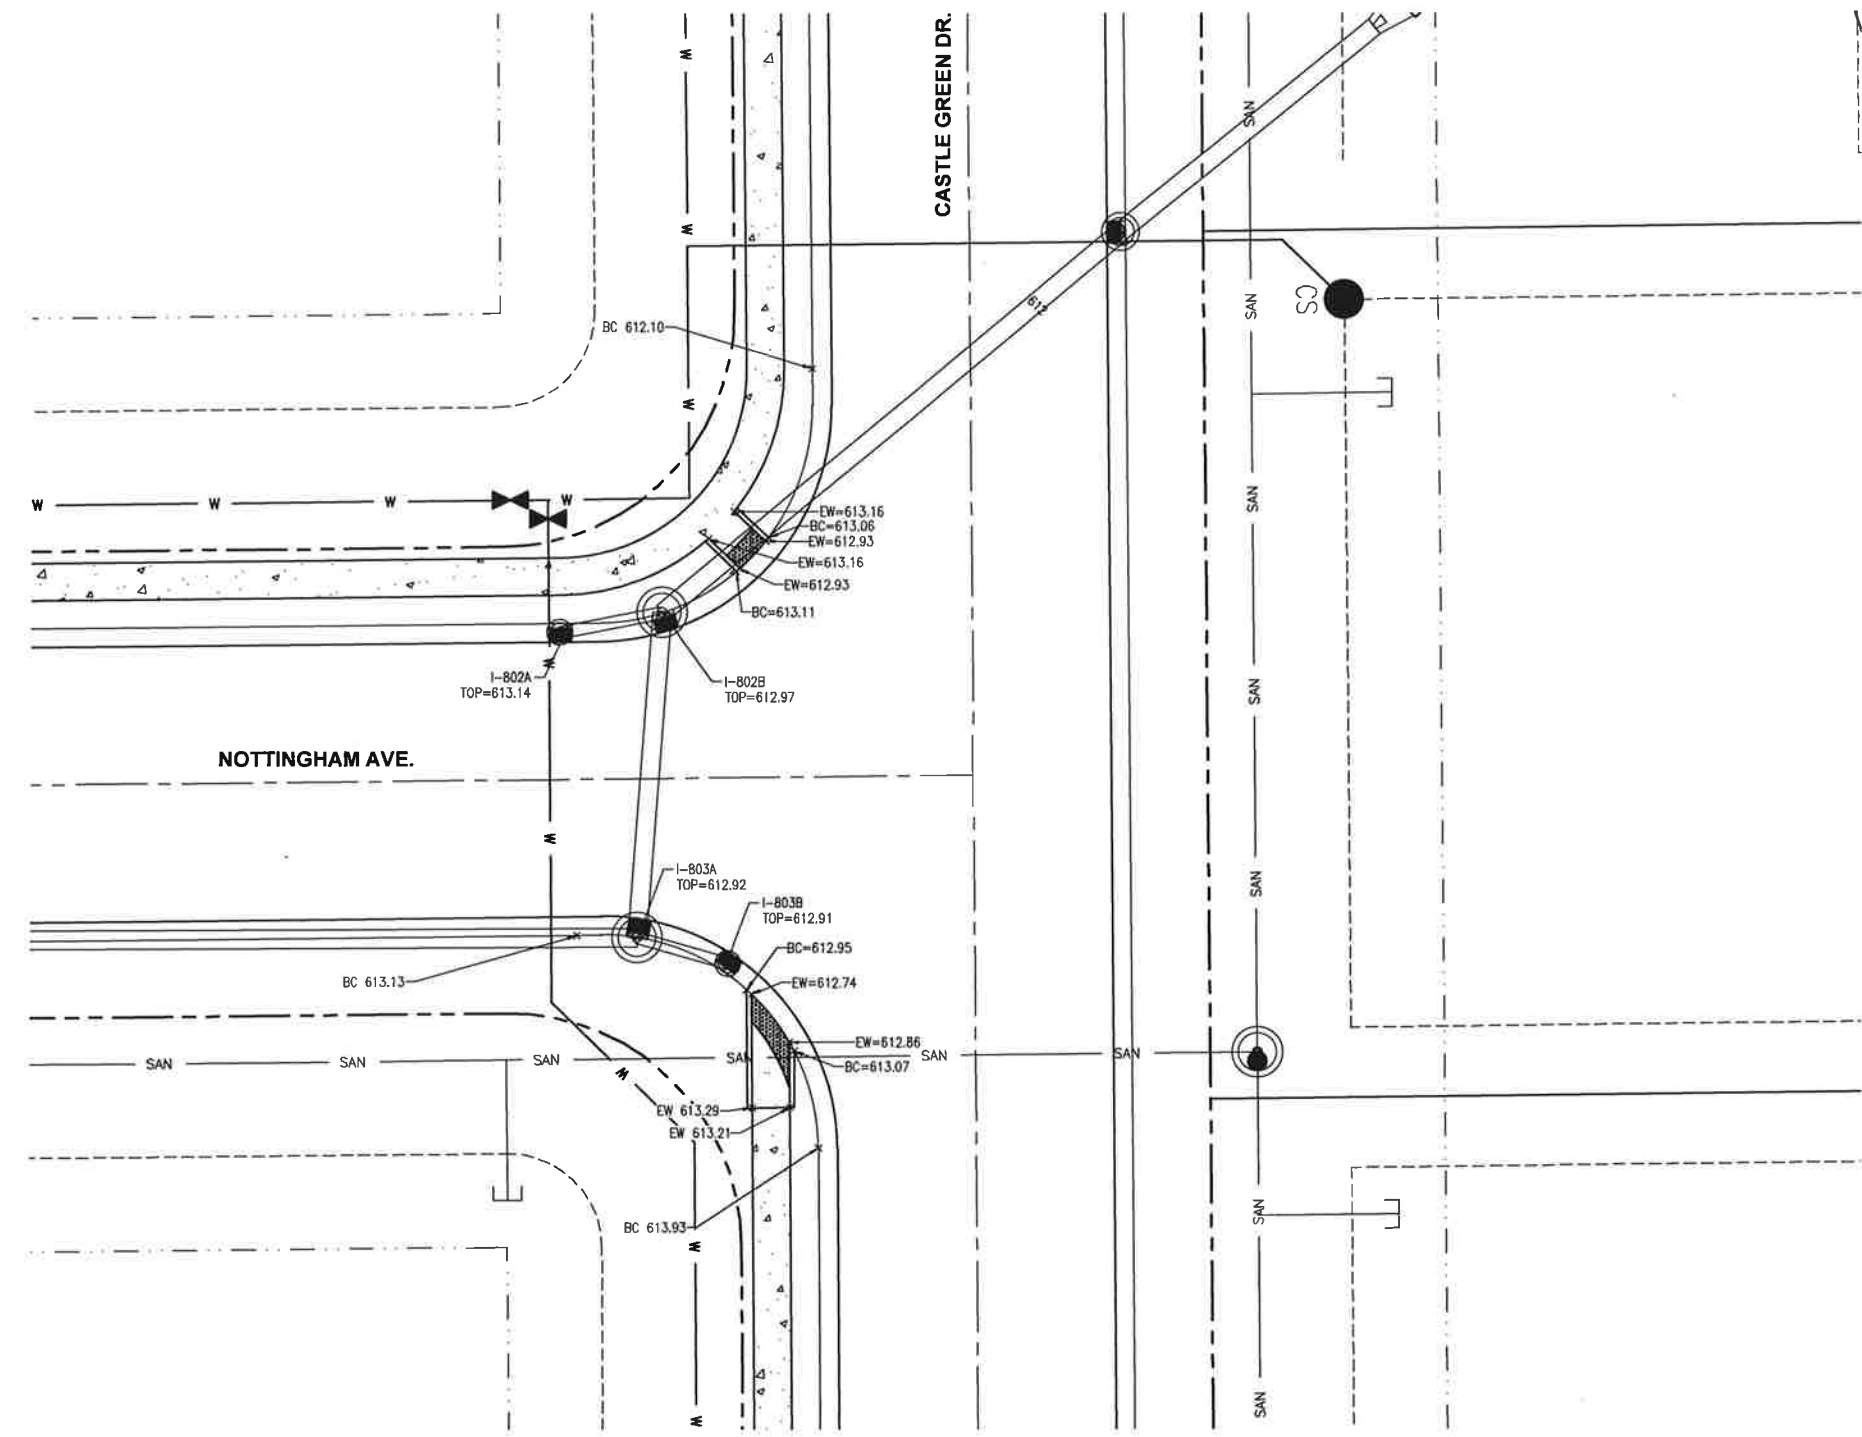 CASTLE GREEN DR.
W
SAN
W
612
SAN
CS
BC 612.10
W
W
W
W
W
SAN
EW=613.16
BC=613.06
EW=612.93
EW=613.16
EW=612.93
BC=613.11
W
I-802A
TOP=613.14
I-802B
TOP=612.97
SAN
NOTTINGHAM AVE.
W
I-803A
TOP=612.92
I-803B
TOP=612.91
SAN
BC=612.95
BC 613.13
EW=612.74
EW=612.86
BC=613.07
SAN
SAN
SAN
SAN
SAN
SAN
W
EW 613.29
EW 613.21
BC 613.93
SAN
W
SAN
W